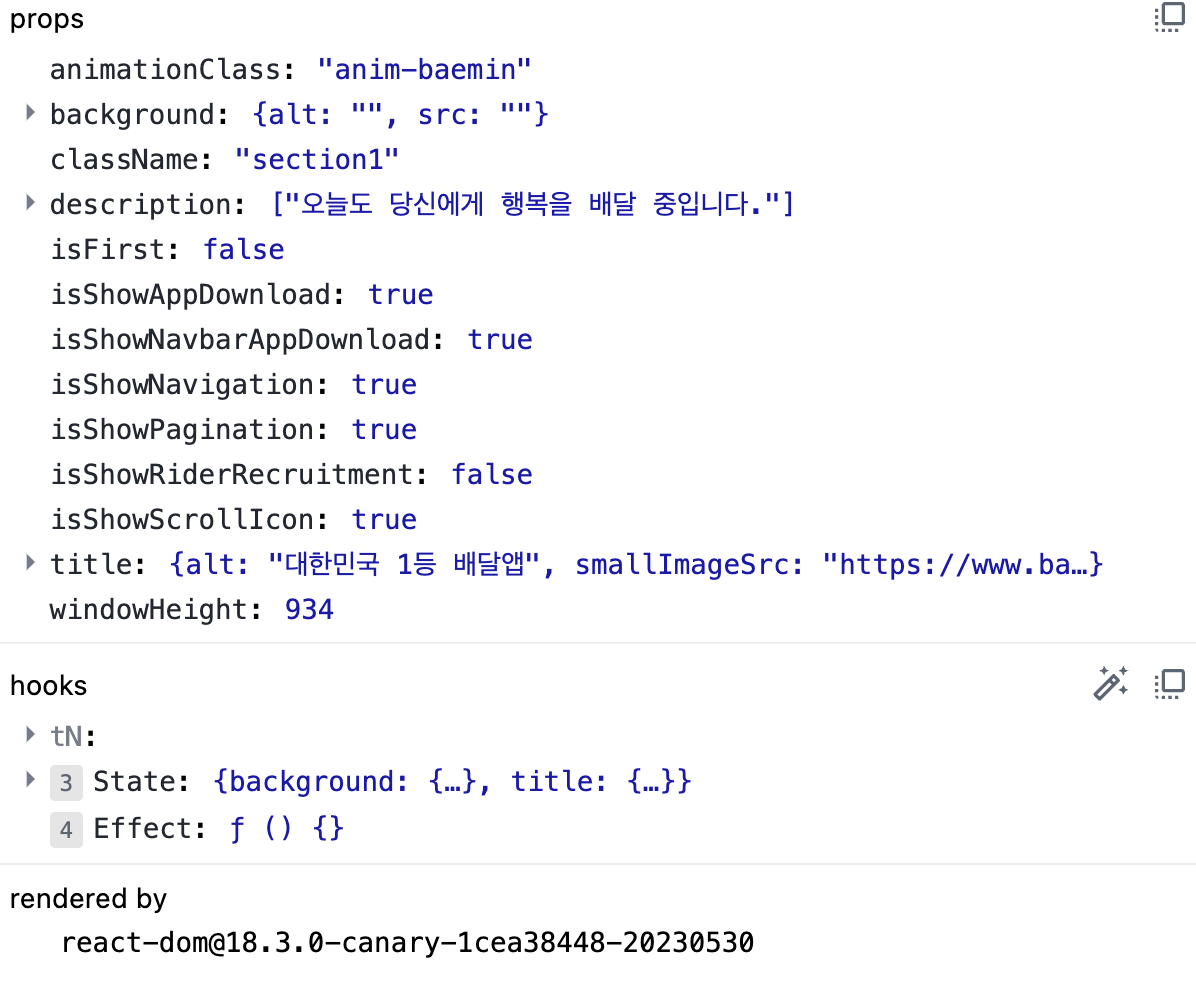 props
animationClass: "anim-baemin"
background: {alt: "", src: ""}
className: "section1"
description: ["오늘도 당신에게 행복을 배달 중입니다."]
isFirst: false
isShowAppDownload: true
isShowNavbarAppDownload: true
isShowNavigation: true
isShowPagination: true
isShowRiderRecruitment: false
isShowScrollIcon: true
title: {alt: "대한민국 1등 배달앱", smallImageSrc: "https://www.ba…}
windowHeight: 934
hooks
tN:
3 State: {background: {…}, title: {…}}
4 Effect: ƒ () {}
rendered by
react-dom@18.3.0-canary-1cea38448-20230530